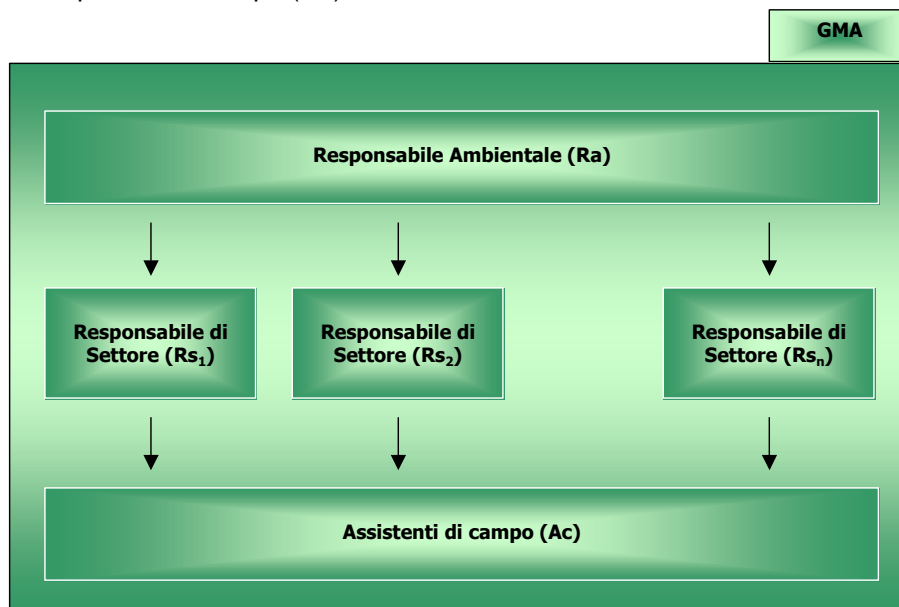 GMA
Responsabile Ambientale (Ra)
Responsabile di
Settore (Rs₁)
Responsabile di
Settore (Rs₂)
Responsabile di
Settore (Rsₙ)
Assistenti di campo (Ac)